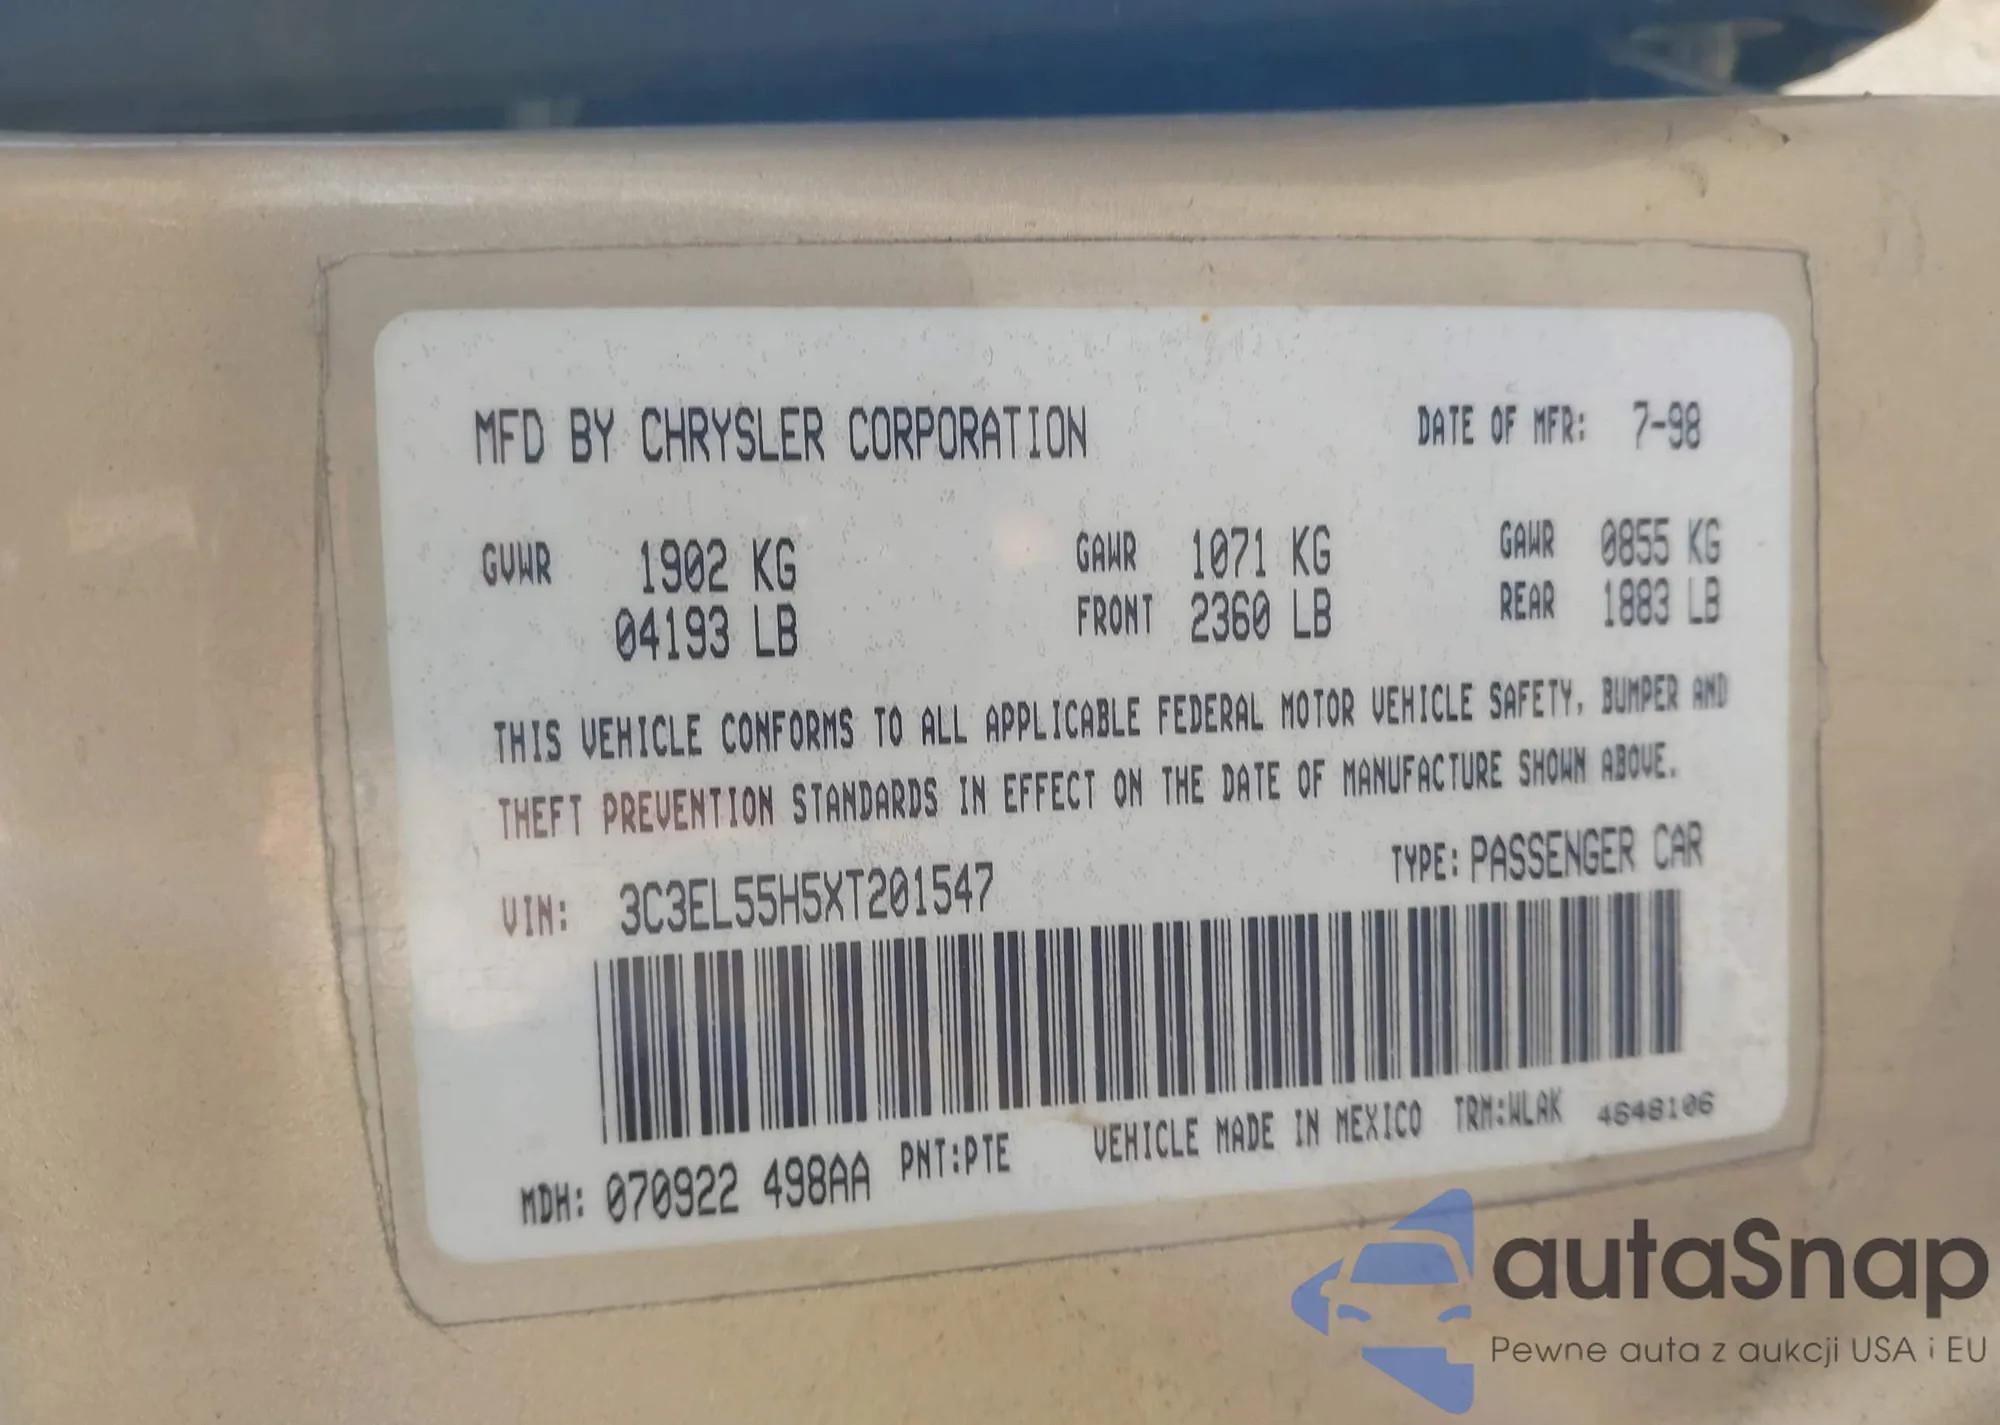 MFD BY CHRYSLER CORPORATION DATE OF MFR: 7-98
GVWR 1902 KG GAWR 1071 KG GAWR 0855 KG
04193 LB FRONT 2360 LB REAR 1883 LB
THIS VEHICLE CONFORMS TO ALL APPLICABLE FEDERAL MOTOR VEHICLE SAFETY, BUMPER AND
THEFT PREVENTION STANDARDS IN EFFECT ON THE DATE OF MANUFACTURE SHOWN ABOVE.
VIN: 3C3EL55H5XT201547 TYPE: PASSENGER CAR
MDH: 070922 498AA PNT:PTE VEHICLE MADE IN MEXICO TRM:WLAK 4648106
autaSnap
Pewne auta z aukcji USA i EU